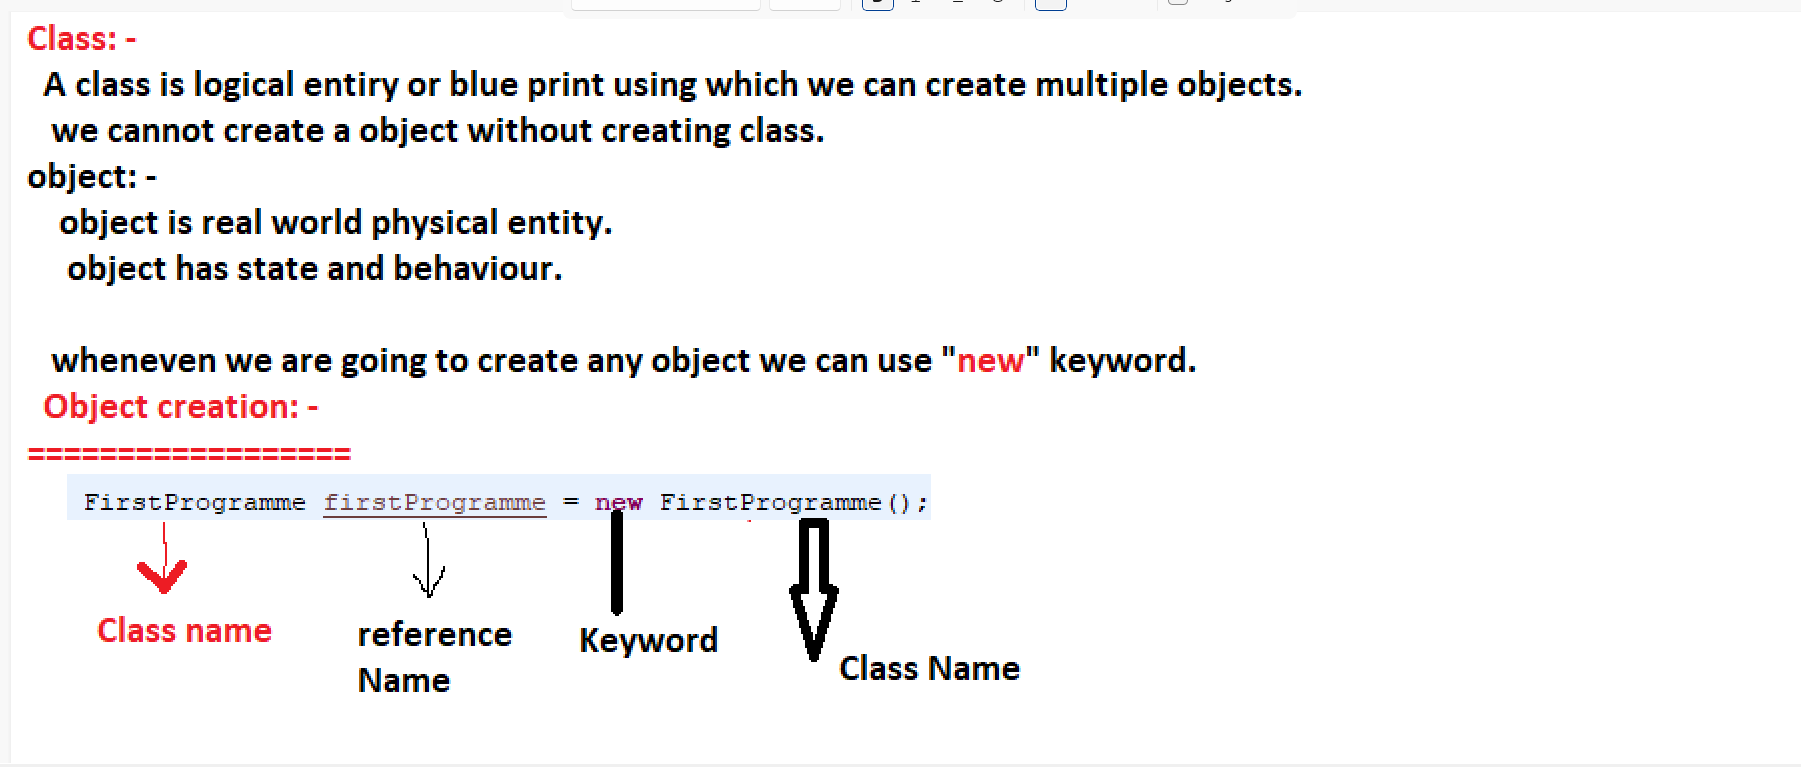 Class: -
A class is logical entiry or blue print using which we can create multiple objects.
we cannot create a object without creating class.
object: -
object is real world physical entity.
object has state and behaviour.
wheneven we are going to create any object we can use "new" keyword.
Object creation: -
==================
FirstProgramme firstProgramme = new FirstProgramme();
Class name
reference
Name
Keyword
Class Name